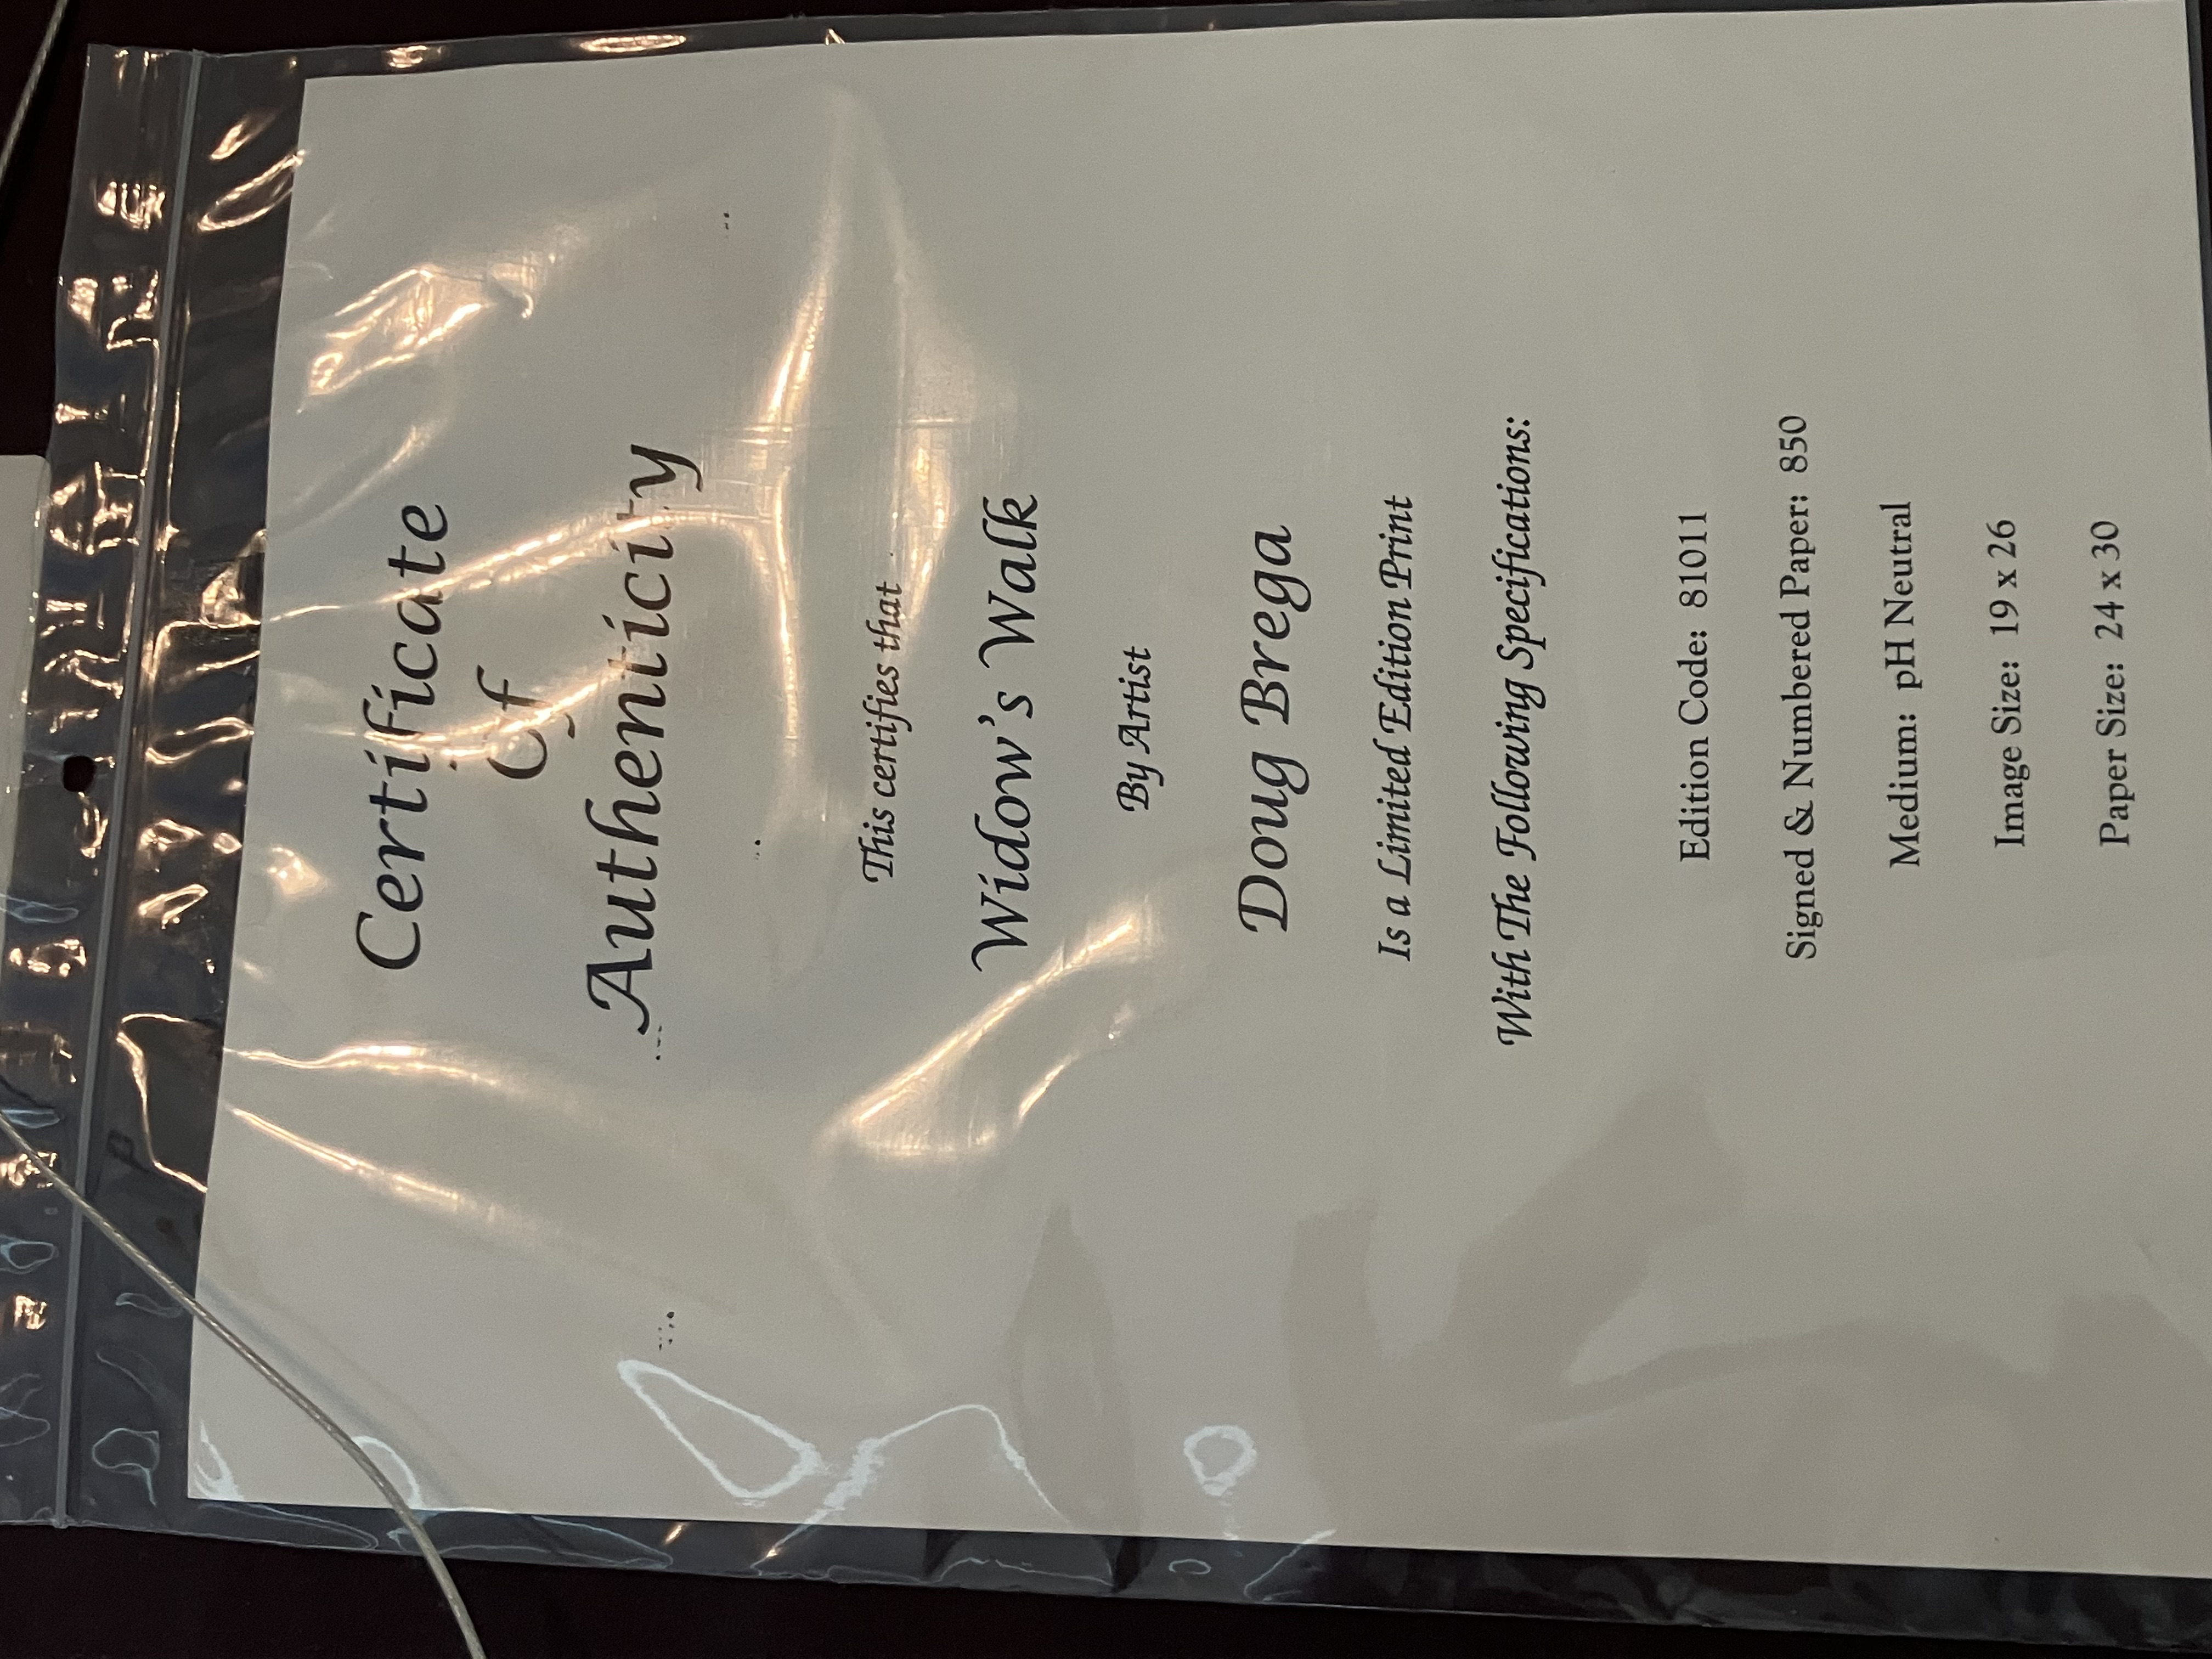 Certificate
Of
Authenticity
This certifies that
Widow's Walk
By Artist
Doug Brega
Is a Limited Edition Print
With The Following Specifications:
Edition Code: 81011
Signed & Numbered Paper: 850
Medium: pH Neutral
Image Size: 19 x 26
Paper Size: 24 x 30